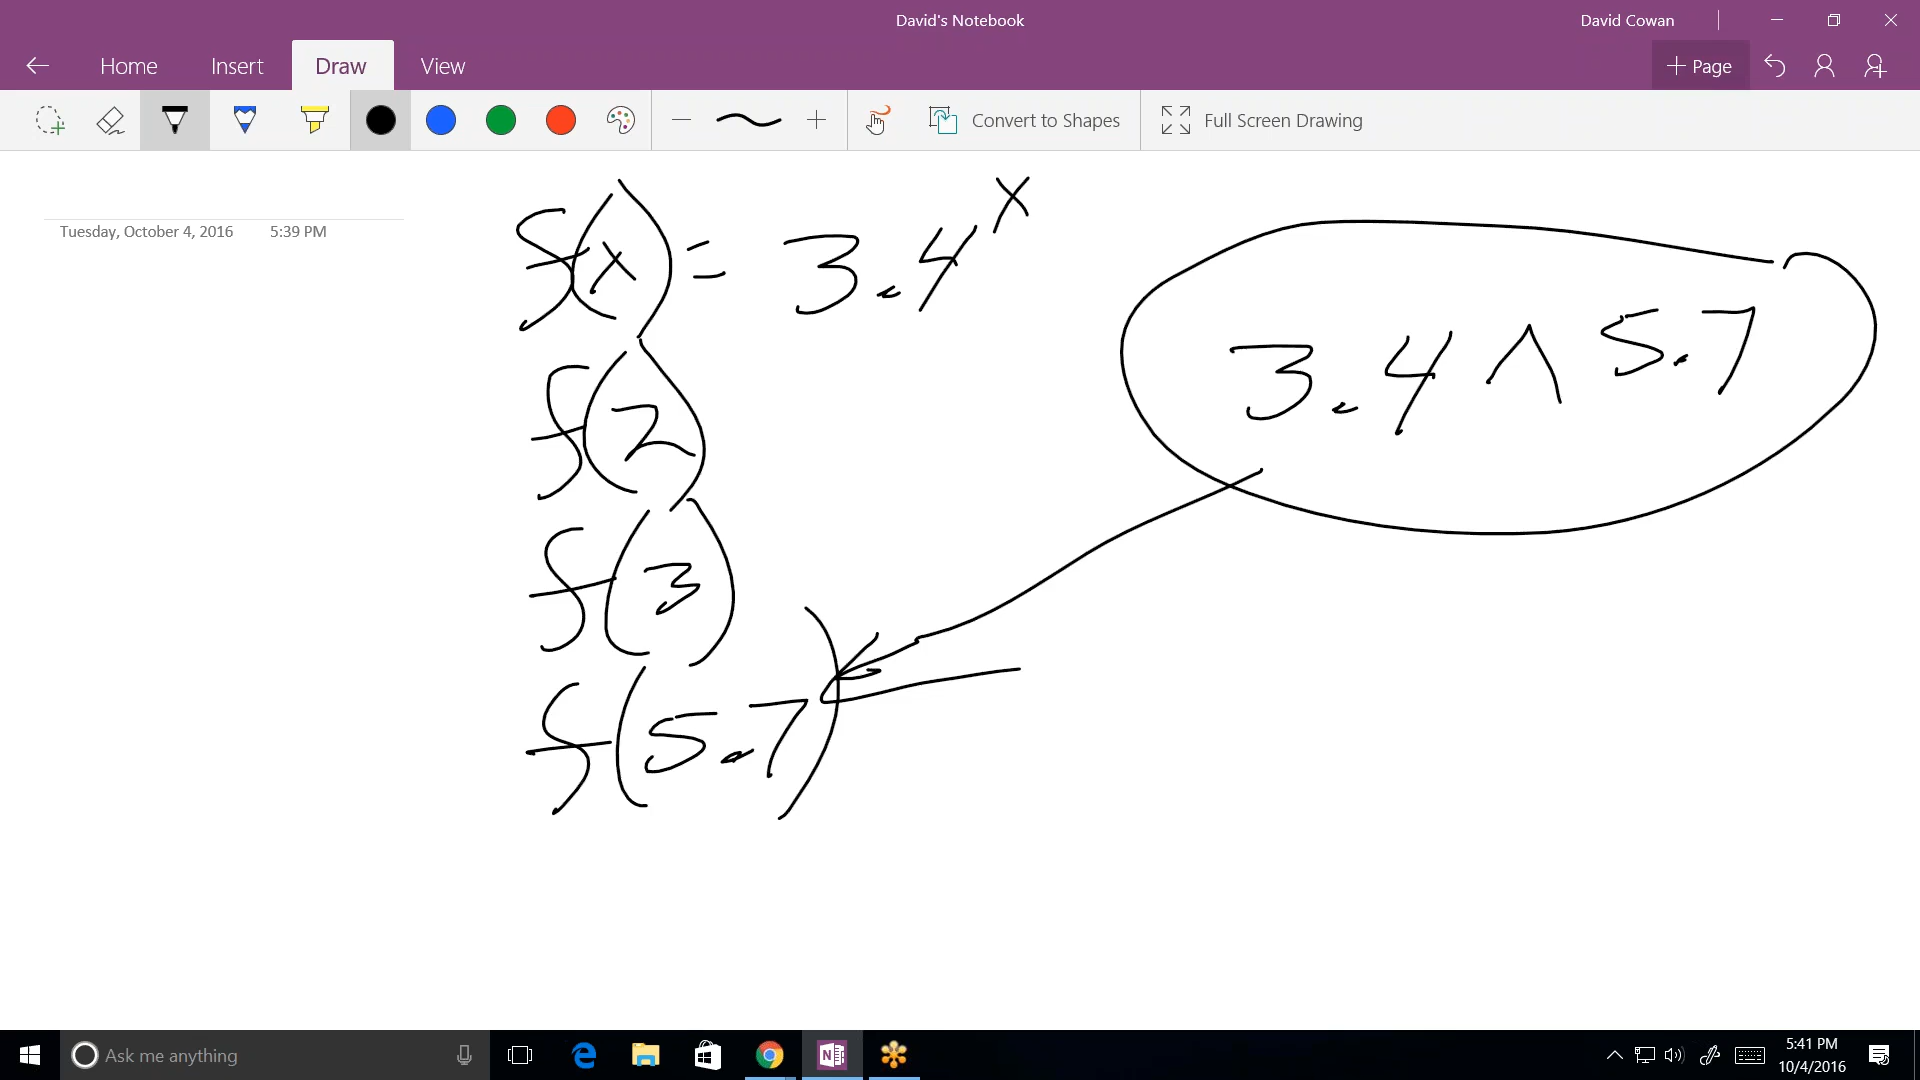 David's Notebook
David Cowan
Home Insert Draw View
Page
Convert to Shapes
Full Screen Drawing
Tuesday, October 4, 2016 5:39 PM
f(x) = 3.4^x
3.4 ^ 5.7
f(2)
f(3)
f(5.7)
Ask me anything
5:41 PM
10/4/2016